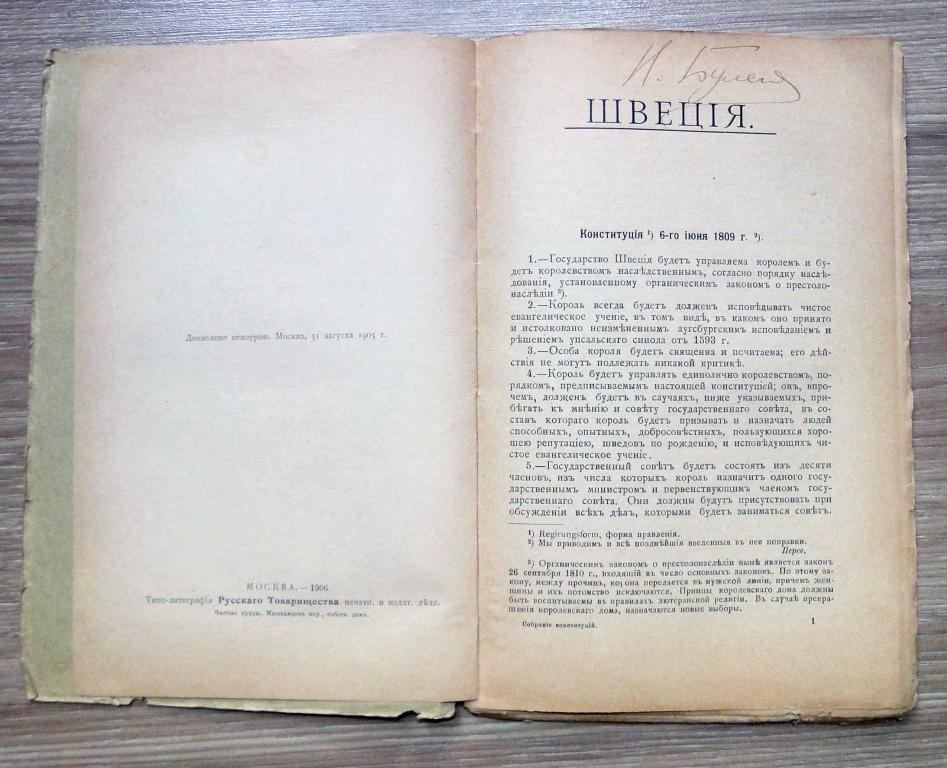 Дозволено цензурою. Москва, 31 августа 1905 г.
МОСКВА.—1906.
Типо-литографія Русскаго Товарищества печатн. и издат. дѣла.
Чистые пруды, Мыльниковъ пер., собств. домъ.
ШВЕЦІЯ.
Конституція ¹) 6-го іюня 1809 г. ²).
1.—Государство Швеція будетъ управляема королемъ и бу-
детъ королевствомъ наслѣдственнымъ, согласно порядку наслѣ-
дованія, установленному органическимъ закономъ о престоло-
наслѣдіи ³).
2.—Король всегда будетъ долженъ исповѣдывать чистое
евангелическое ученіе, въ томъ видѣ, въ какомъ оно принято
и истолковано неизмѣненнымъ аугсбургскимъ исповѣданіемъ и
рѣшеніемъ упсальскаго синода отъ 1593 г.
3.—Особа короля будетъ священна и почитаема; его дѣй-
ствія не могутъ подлежать никакой критикѣ.
4.—Король будетъ управлять единолично королевствомъ, по-
рядкомъ, предписываемымъ настоящей конституціей; онъ, впро-
чемъ, долженъ будетъ въ случаяхъ, ниже указываемыхъ, при-
бѣгать къ мнѣнію и совѣту государственнаго совѣта, въ со-
ставъ котораго король будетъ призывать и назначать людей
способныхъ, опытныхъ, добросовѣстныхъ, пользующихся хоро-
шею репутаціею, шведовъ по рожденію, и исповѣдующихъ чи-
стое евангелическое ученіе.
5.—Государственный совѣтъ будетъ состоять изъ десяти
членовъ, изъ числа которыхъ король назначитъ одного госу-
дарственнымъ министромъ и первенствующимъ членомъ госу-
дарственнаго совѣта. Они должны будутъ присутствовать при
обсужденіи всѣхъ дѣлъ, которыми будетъ заниматься совѣтъ.
¹) Regirungsform, форма правленія.
²) Мы приводимъ и всѣ позднѣйшія введенныя въ нее поправки.
Перев.
³) Органическимъ закономъ о престолонаслѣдіи нынѣ является законъ
26 сентября 1810 г., входящій въ число основныхъ законовъ. По этому за-
кону, между прочимъ, корона передается въ мужской линіи, причемъ жен-
щины и ихъ потомство исключаются. Принцы королевскаго дома должны
быть воспитываемы въ правилахъ лютеранской религіи. Въ случаѣ прекра-
щенія королевскаго дома, назначаются новые выборы.
Собраніе конституцій.
1